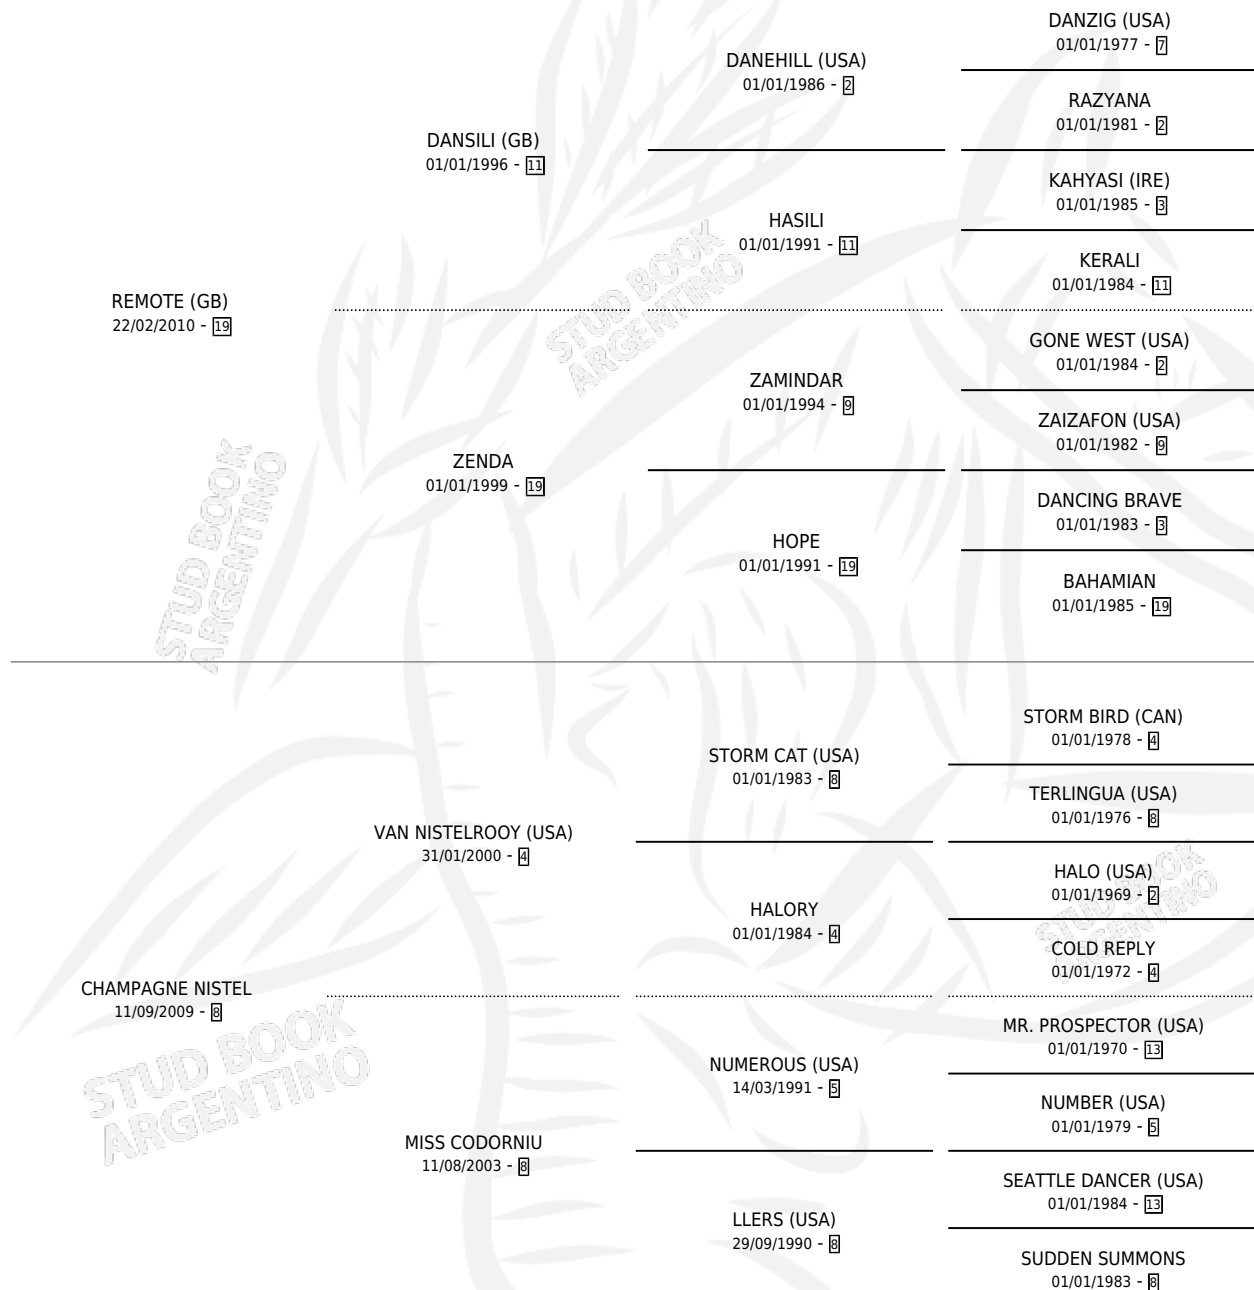 DANZIG (USA)
01/01/1977 - 7
DANEHILL (USA)
01/01/1986 - 2
RAZYANA
01/01/1981 - 2
DANSILI (GB)
01/01/1996 - 11
KAHYASI (IRE)
01/01/1985 - 3
HASILI
01/01/1991 - 11
KERALI
01/01/1984 - 11
REMOTE (GB)
22/02/2010 - 19
STUD BOOK
ARGENTINO
GONE WEST (USA)
01/01/1984 - 2
ZAMINDAR
01/01/1994 - 9
ZAIZAFON (USA)
01/01/1982 - 9
ZENDA
01/01/1999 - 19
DANCING BRAVE
01/01/1983 - 3
HOPE
01/01/1991 - 19
BAHAMIAN
01/01/1985 - 19
STUD BOOK
ARGENTINO
STORM BIRD (CAN)
01/01/1978 - 4
STORM CAT (USA)
01/01/1983 - 8
TERLINGUA (USA)
01/01/1976 - 8
VAN NISTELROOY (USA)
31/01/2000 - 4
HALO (USA)
01/01/1969 - 2
HALORY
01/01/1984 - 4
STUD BOOK
ARGENTINO
COLD REPLY
01/01/1972 - 4
CHAMPAGNE NISTEL
11/09/2009 - 8
STUD BOOK
ARGENTINO
MR. PROSPECTOR (USA)
01/01/1970 - 13
NUMEROUS (USA)
14/03/1991 - 5
NUMBER (USA)
01/01/1979 - 5
MISS CODORNIU
11/08/2003 - 8
SEATTLE DANCER (USA)
01/01/1984 - 13
LLERS (USA)
29/09/1990 - 8
SUDDEN SUMMONS
01/01/1983 - 8